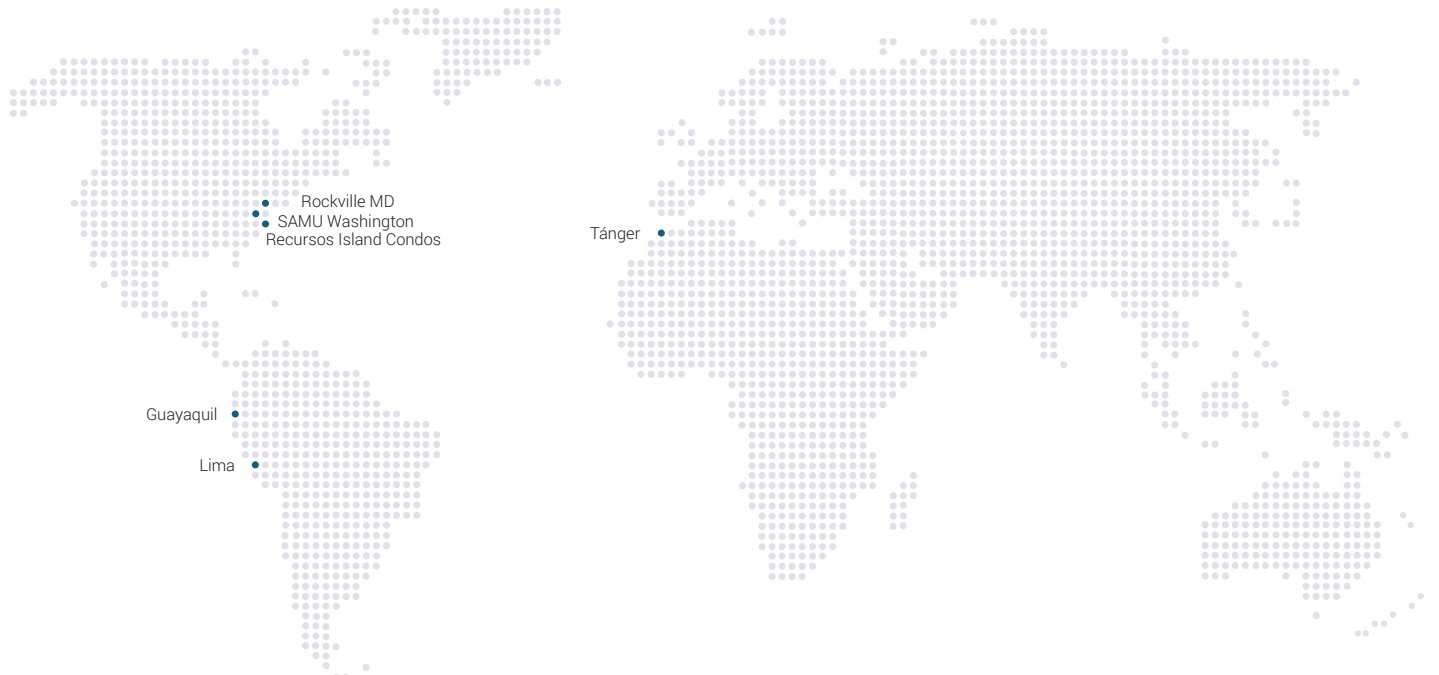 Rockville MD
SAMU Washington
Recursos Island Condos
Tánger
Guayaquil
Lima